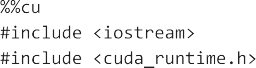 %%cu
#include <iostream>
#include <cuda_runtime.h>